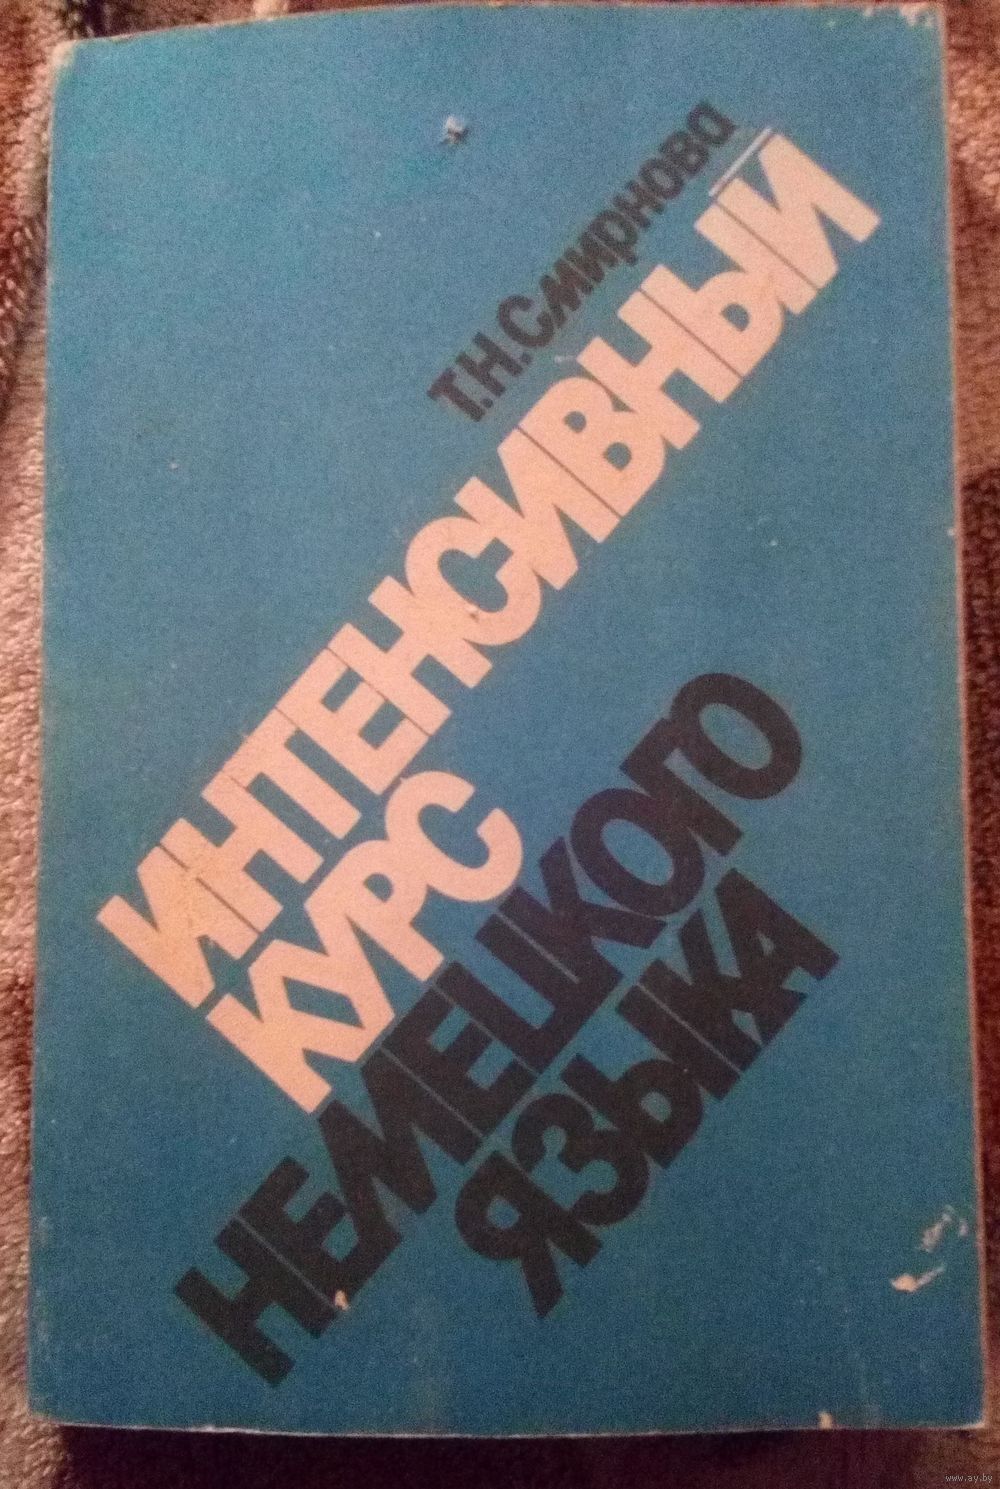 Т.Н.Смирнова
ИНТЕНСИВНЫЙ
КУРС
НЕМЕЦКОГО
ЯЗЫКА
www.ay.by